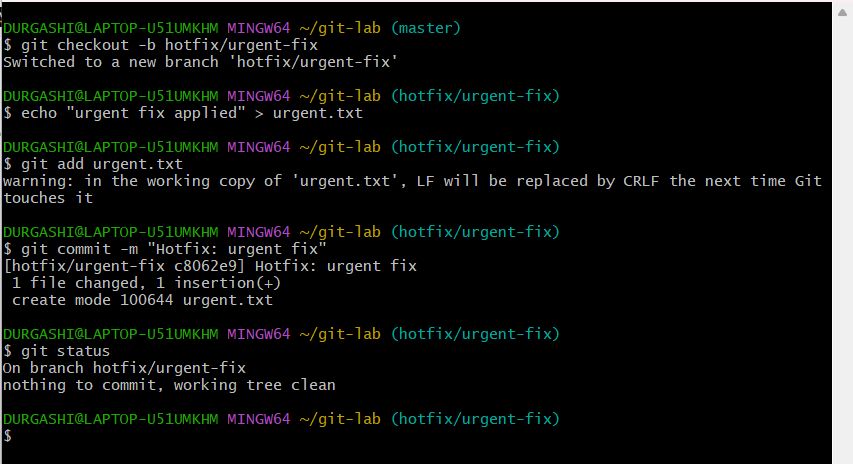 DURGASHI@LAPTOP-U51UMKHM MINGW64 ~/git-lab (master)
$ git checkout -b hotfix/urgent-fix
Switched to a new branch 'hotfix/urgent-fix'
DURGASHI@LAPTOP-U51UMKHM MINGW64 ~/git-lab (hotfix/urgent-fix)
$ echo "urgent fix applied" > urgent.txt
DURGASHI@LAPTOP-U51UMKHM MINGW64 ~/git-lab (hotfix/urgent-fix)
$ git add urgent.txt
warning: in the working copy of 'urgent.txt', LF will be replaced by CRLF the next time Git
touches it
DURGASHI@LAPTOP-U51UMKHM MINGW64 ~/git-lab (hotfix/urgent-fix)
$ git commit -m "Hotfix: urgent fix"
[hotfix/urgent-fix c8062e9] Hotfix: urgent fix
 1 file changed, 1 insertion(+)
 create mode 100644 urgent.txt
DURGASHI@LAPTOP-U51UMKHM MINGW64 ~/git-lab (hotfix/urgent-fix)
$ git status
On branch hotfix/urgent-fix
nothing to commit, working tree clean
DURGASHI@LAPTOP-U51UMKHM MINGW64 ~/git-lab (hotfix/urgent-fix)
$